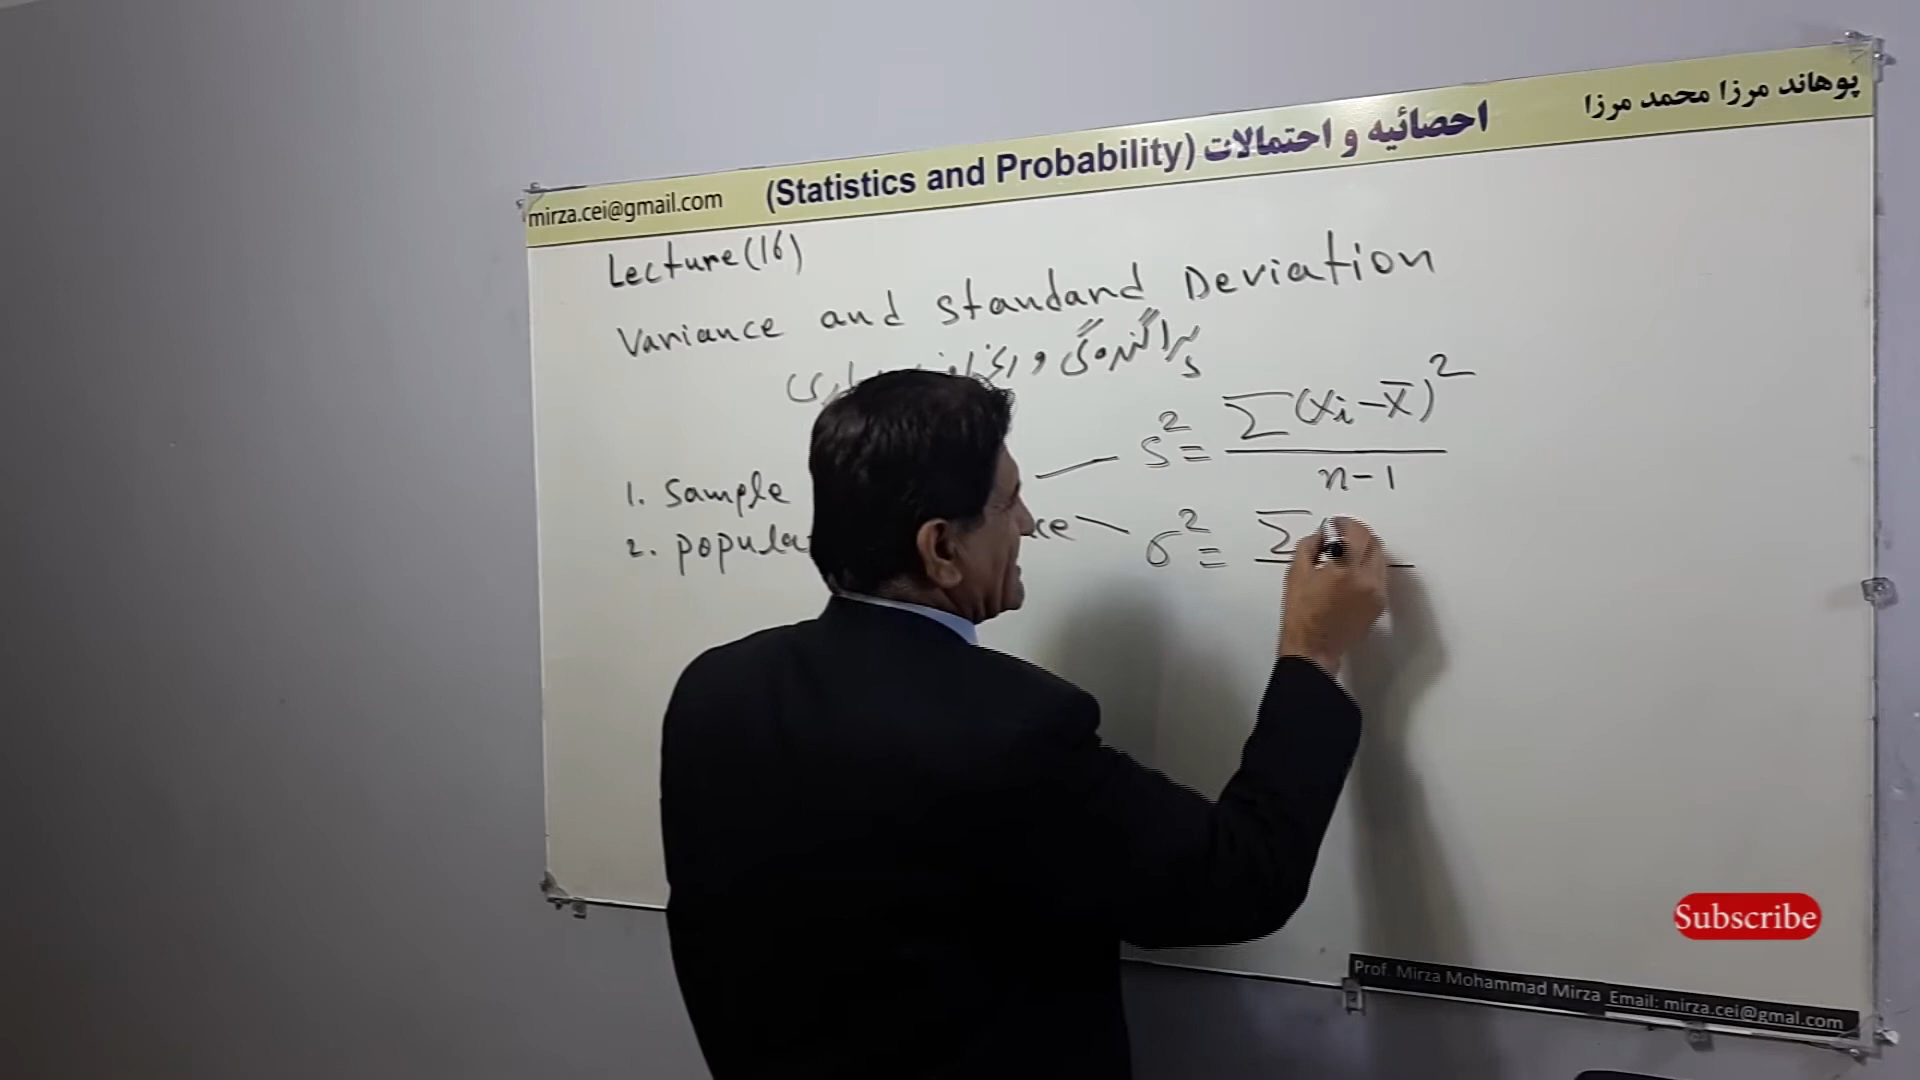 پوهاند مرزا محمد مرزا
احصائیه و احتمالات (Statistics and Probability)
mirza.cei@gmail.com
Lecture (16)
Variance and standard Deviation
پراگندگی و
1. Sample — s² = Σ(xi - x̄)² / n-1
2. popula σ² = Σ
Subscribe
Prof. Mirza Mohammad Mirza Email: mirza.cei@gmal.com